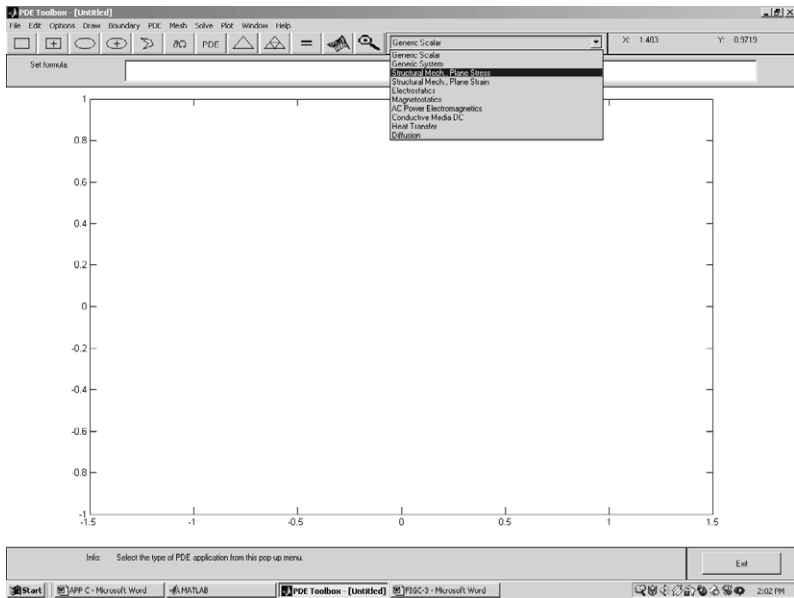 PDE Toolbox - [Untitled]
File Edit Options Draw Boundary PDE Mesh Solve Plot Window Help
∂Ω PDE = Generic Scalar X: 1.483 Y: 0.9719
Generic Scalar
Generic System
Structural Mech., Plane Stress
Structural Mech., Plane Strain
Electrostatics
Magnetostatics
AC Power Electromagnetics
Conductive Media DC
Heat Transfer
Diffusion
Set formula:
1
0.8
0.6
0.4
0.2
0
-0.2
-0.4
-0.6
-0.8
-1
-1.5 -1 -0.5 0 0.5 1 1.5
Info: Select the type of PDE application from this pop-up menu.
Exit
Start APP C - Microsoft Word MATLAB PDE Toolbox - [Untitled] FIGC-3 - Microsoft Word 2:02 PM